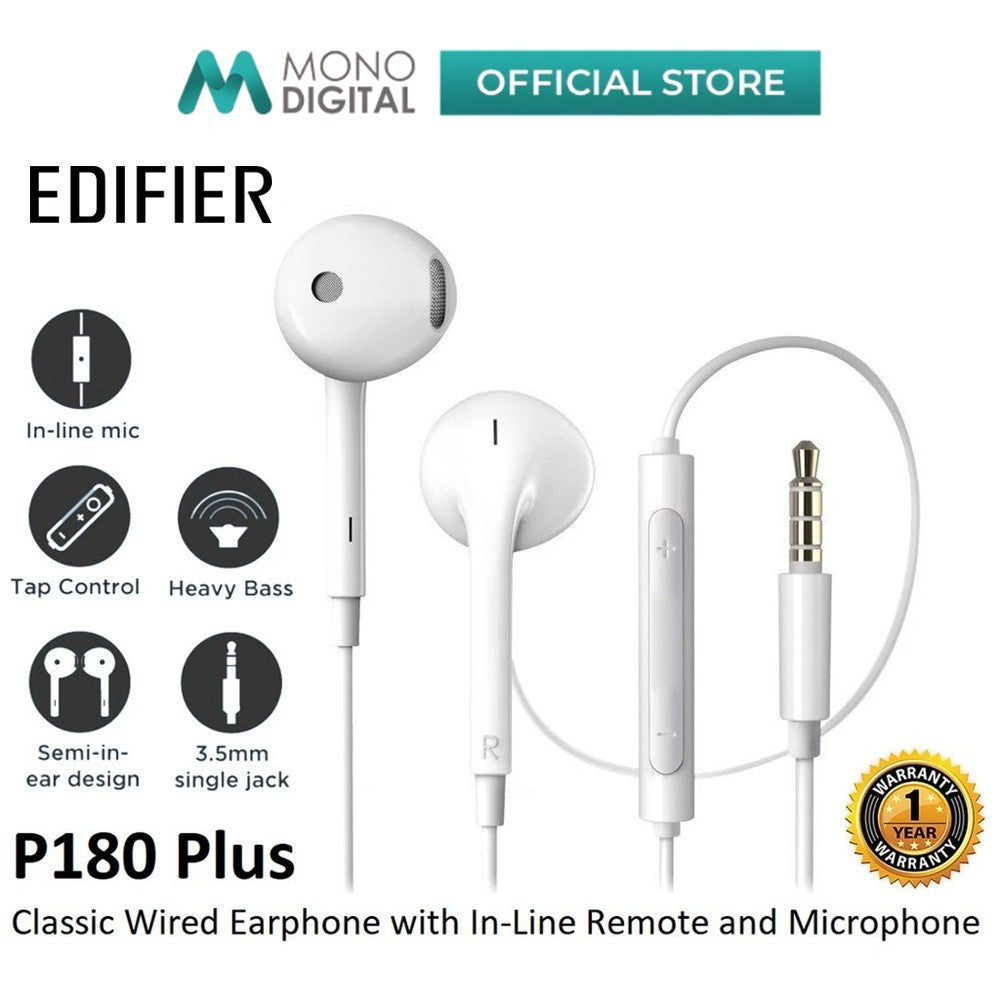 MONO
DIGITAL
OFFICIAL STORE
EDIFIER
In-line mic
Tap Control
Heavy Bass
Semi-in-
ear design
3.5mm
single jack
+
−
R
WARRANTY
1
YEAR
WARRANTY
P180 Plus
Classic Wired Earphone with In-Line Remote and Microphone